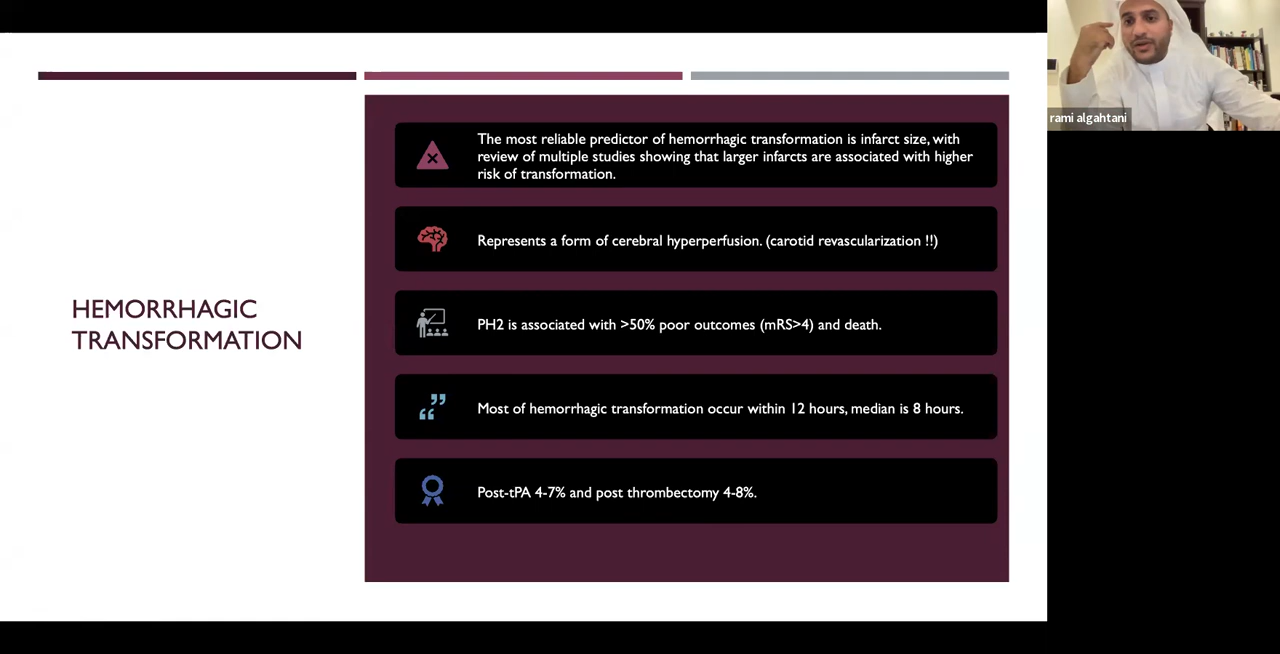 HEMORRHAGIC
TRANSFORMATION
The most reliable predictor of hemorrhagic transformation is infarct size, with
review of multiple studies showing that larger infarcts are associated with higher
risk of transformation.
Represents a form of cerebral hyperperfusion. (carotid revascularization !!)
PH2 is associated with >50% poor outcomes (mRS>4) and death.
Most of hemorrhagic transformation occur within 12 hours, median is 8 hours.
Post-tPA 4-7% and post thrombectomy 4-8%.
rami algahtani